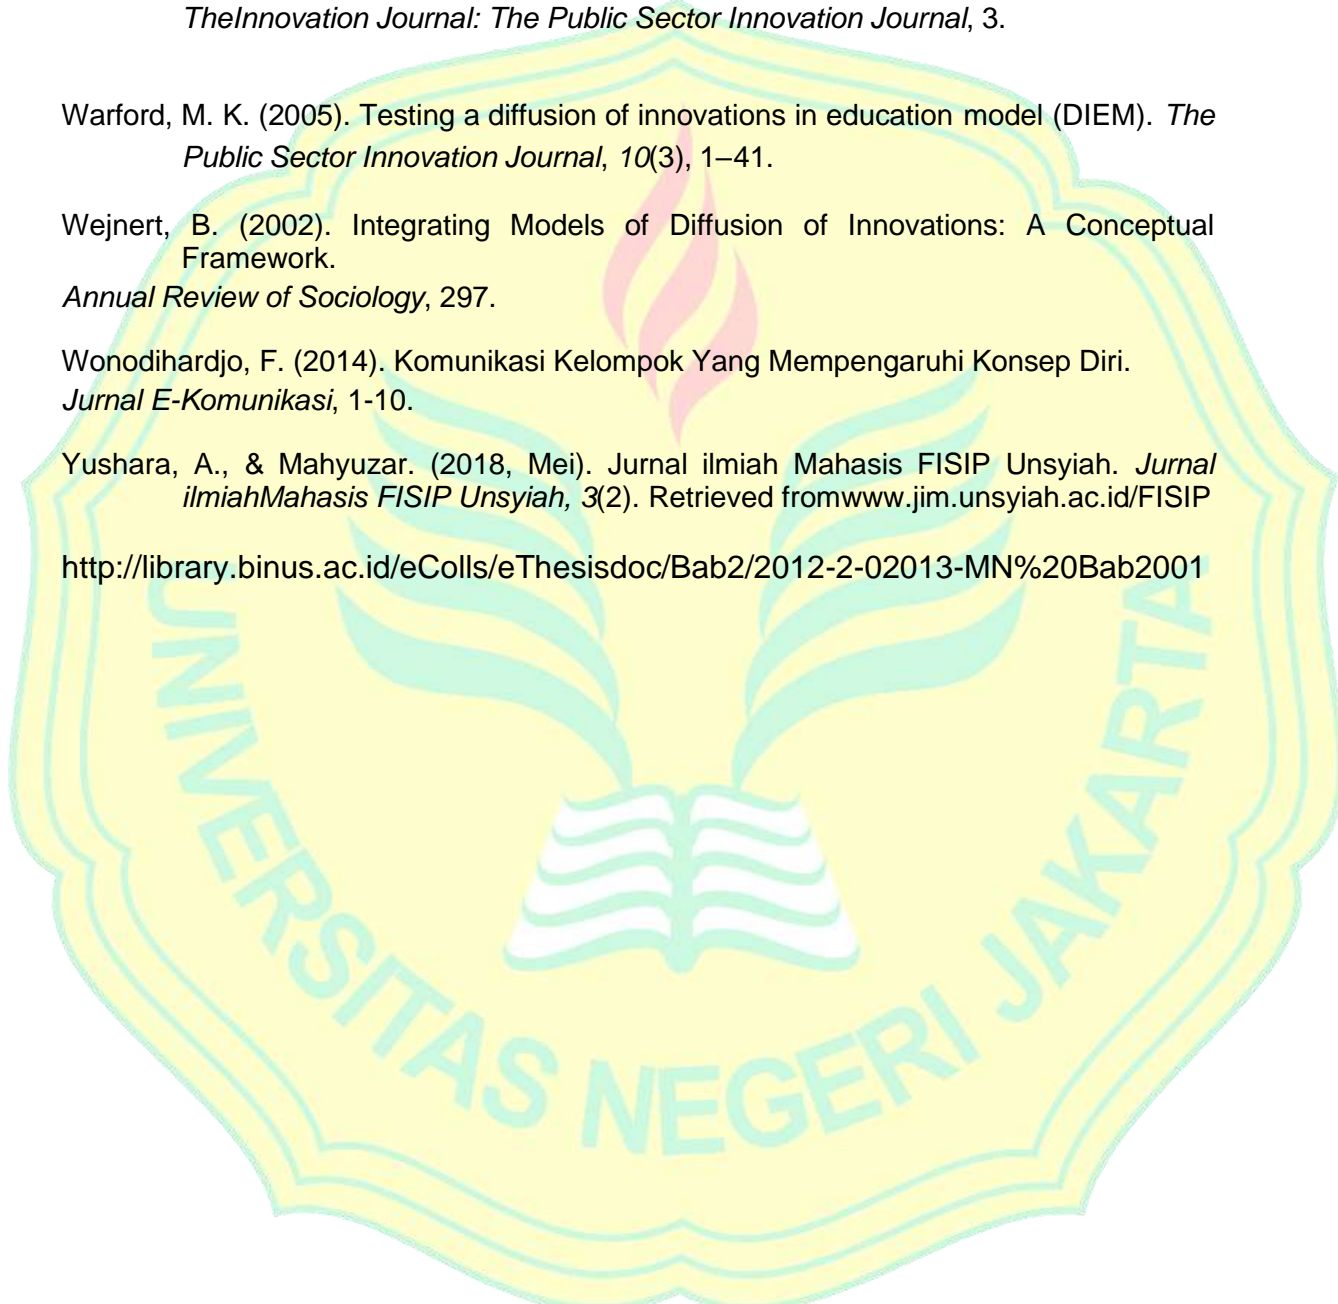 TheInnovation Journal: The Public Sector Innovation Journal, 3.
Warford, M. K. (2005). Testing a diffusion of innovations in education model (DIEM). The
Public Sector Innovation Journal, 10(3), 1–41.
Wejnert, B. (2002). Integrating Models of Diffusion of Innovations: A Conceptual
Framework.
Annual Review of Sociology, 297.
Wonodihardjo, F. (2014). Komunikasi Kelompok Yang Mempengaruhi Konsep Diri.
Jurnal E-Komunikasi, 1-10.
Yushara, A., & Mahyuzar. (2018, Mei). Jurnal ilmiah Mahasis FISIP Unsyiah. Jurnal
ilmiahMahasis FISIP Unsyiah, 3(2). Retrieved fromwww.jim.unsyiah.ac.id/FISIP
http://library.binus.ac.id/eColls/eThesisdoc/Bab2/2012-2-02013-MN%20Bab2001
UNIVERSITAS NEGERI JAKARTA